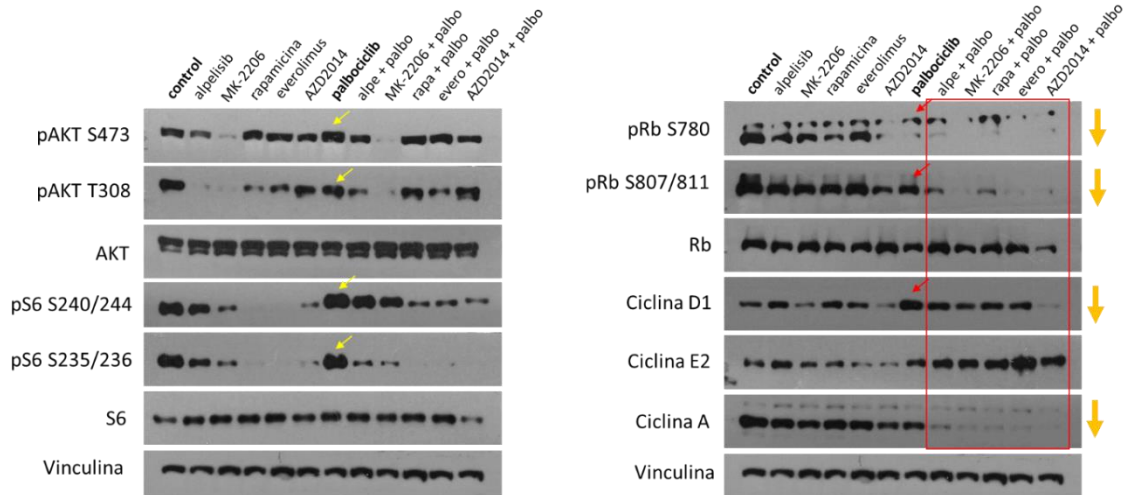 control
alpelisib
MK-2206
rapamicina
everolimus
AZD2014
palbociclib
alpe + palbo
MK-2206 + palbo
rapa + palbo
evero + palbo
AZD2014 + palbo
pAKT S473
pAKT T308
AKT
pS6 S240/244
pS6 S235/236
S6
Vinculina
control
alpelisib
MK-2206
rapamicina
everolimus
AZD2014
palbociclib
alpe + palbo
MK-2206 + palbo
rapa + palbo
evero + palbo
AZD2014 + palbo
pRb S780
pRb S807/811
Rb
Ciclina D1
Ciclina E2
Ciclina A
Vinculina